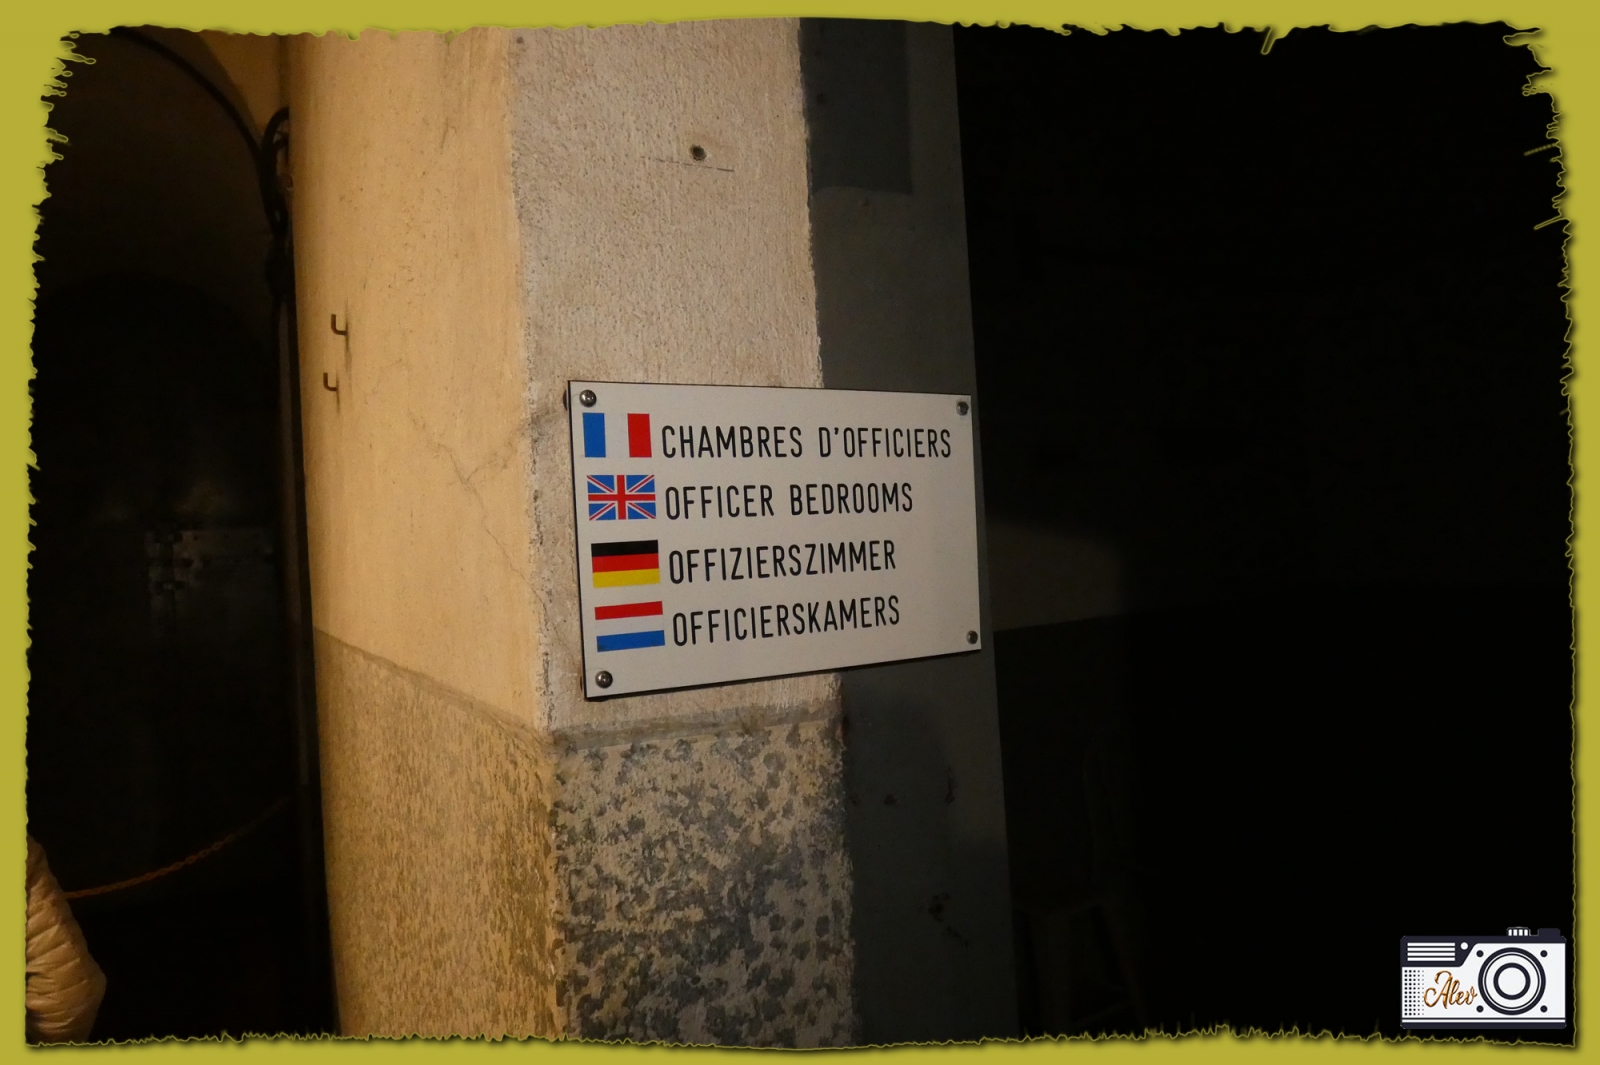 CHAMBRES D'OFFICIERS
OFFICER BEDROOMS
OFFIZIERSZIMMER
OFFICIERSKAMERS
Alev